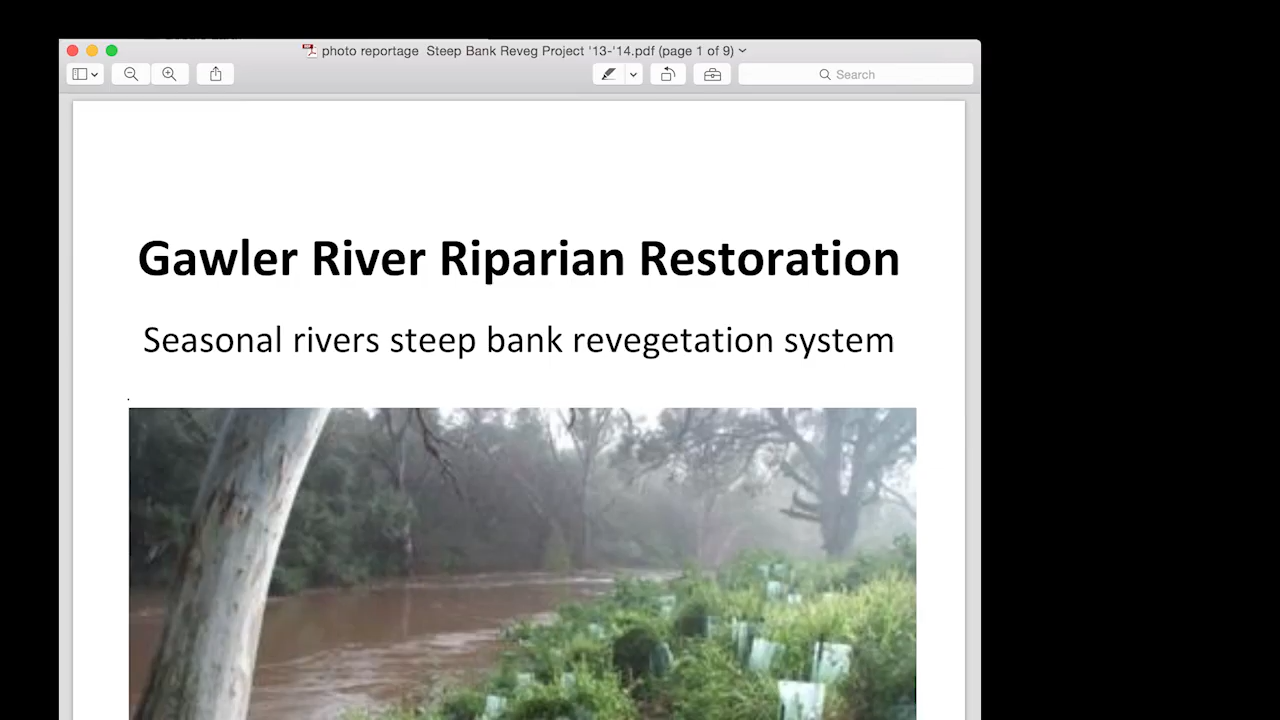 photo reportage  Steep Bank Reveg Project '13-'14.pdf (page 1 of 9)
Search
Gawler River Riparian Restoration
Seasonal rivers steep bank revegetation system